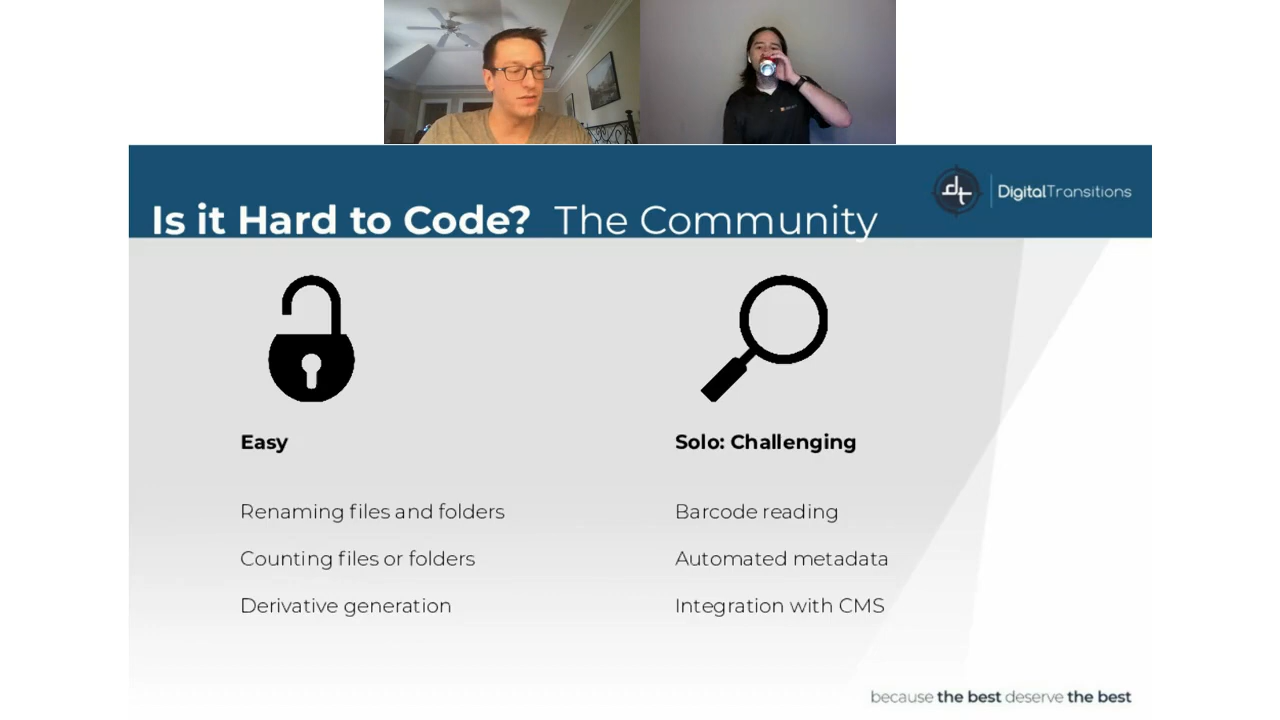 dt DigitalTransitions
Is it Hard to Code? The Community
Easy
Renaming files and folders
Counting files or folders
Derivative generation
Solo: Challenging
Barcode reading
Automated metadata
Integration with CMS
because the best deserve the best